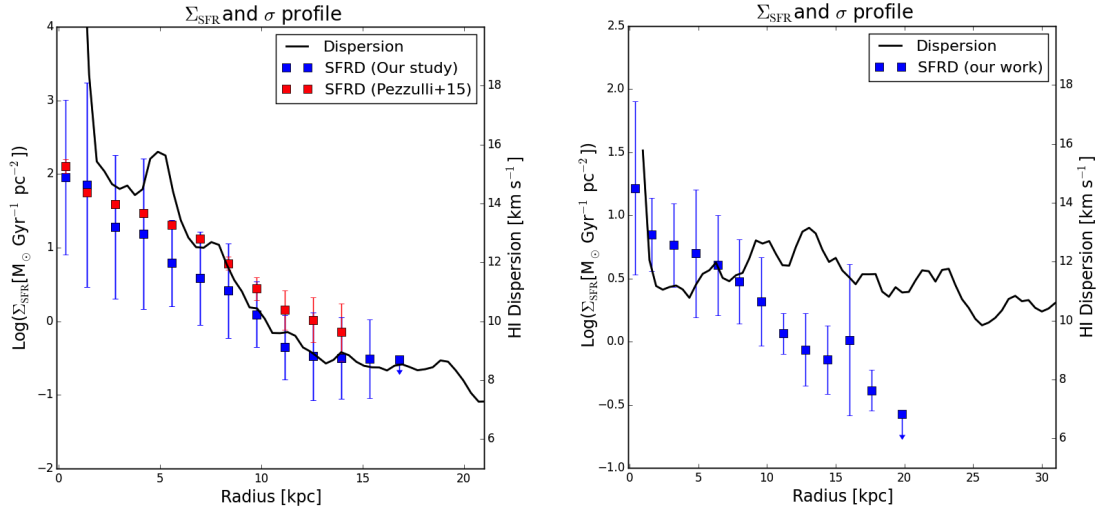 Σ_SFR and σ profile
Dispersion
SFRD (Our study)
SFRD (Pezzulli+15)
Log(Σ_SFR[M_⊙ Gyr⁻¹ pc⁻²])
4
3
2
1
0
−1
−2
18
16
14
12
10
8
6
HI Dispersion [km s⁻¹]
0 5 10 15 20
Radius [kpc]
Σ_SFR and σ profile
Dispersion
SFRD (our work)
Log(Σ_SFR[M_⊙ Gyr⁻¹ pc⁻²])
2.5
2.0
1.5
1.0
0.5
0.0
−0.5
−1.0
18
16
14
12
10
8
6
HI Dispersion [km s⁻¹]
0 5 10 15 20 25 30
Radius [kpc]